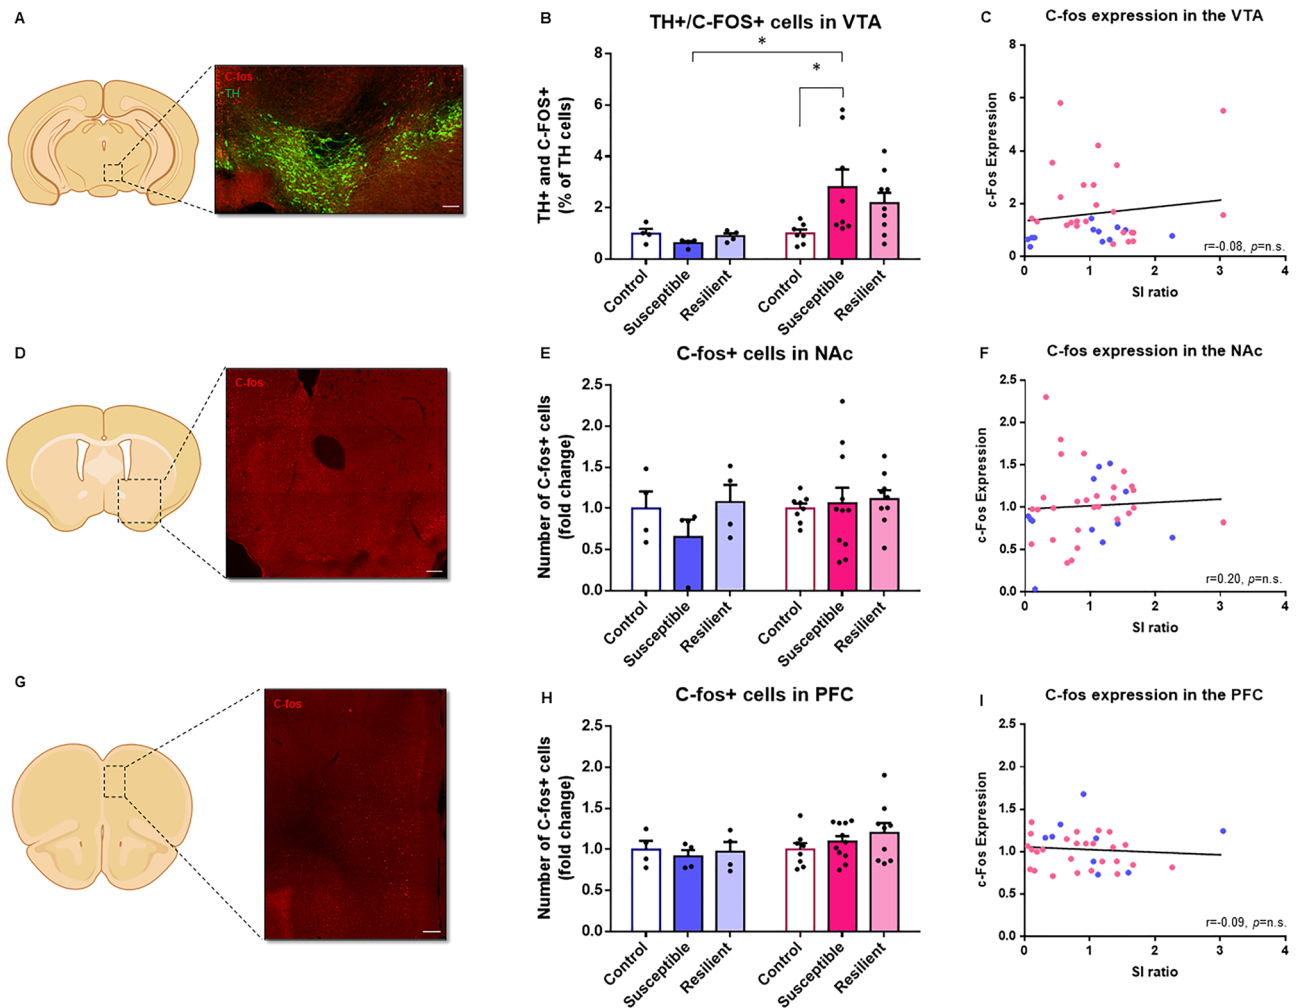 A
C-fos
TH
B
TH+/C-FOS+ cells in VTA
TH+ and C-FOS+
(% of TH cells)
8
6
4
2
0
*
*
Control
Susceptible
Resilient
Control
Susceptible
Resilient
C
C-fos expression in the VTA
c-Fos Expression
8
6
4
2
0
0
1
2
3
4
r=-0.08, p=n.s.
SI ratio
D
C-fos
E
C-fos+ cells in NAc
Number of C-fos+ cells
(fold change)
2.5
2.0
1.5
1.0
0.5
0.0
Control
Susceptible
Resilient
Control
Susceptible
Resilient
F
C-fos expression in the NAc
c-Fos Expression
2.5
2.0
1.5
1.0
0.5
0.0
0
1
2
3
4
r=0.20, p=n.s.
SI ratio
G
C-fos
H
C-fos+ cells in PFC
Number of C-fos+ cells
(fold change)
2.5
2.0
1.5
1.0
0.5
0.0
Control
Susceptible
Resilient
Control
Susceptible
Resilient
I
C-fos expression in the PFC
c-Fos Expression
2.5
2.0
1.5
1.0
0.5
0.0
0
1
2
3
4
r=-0.09, p=n.s.
SI ratio